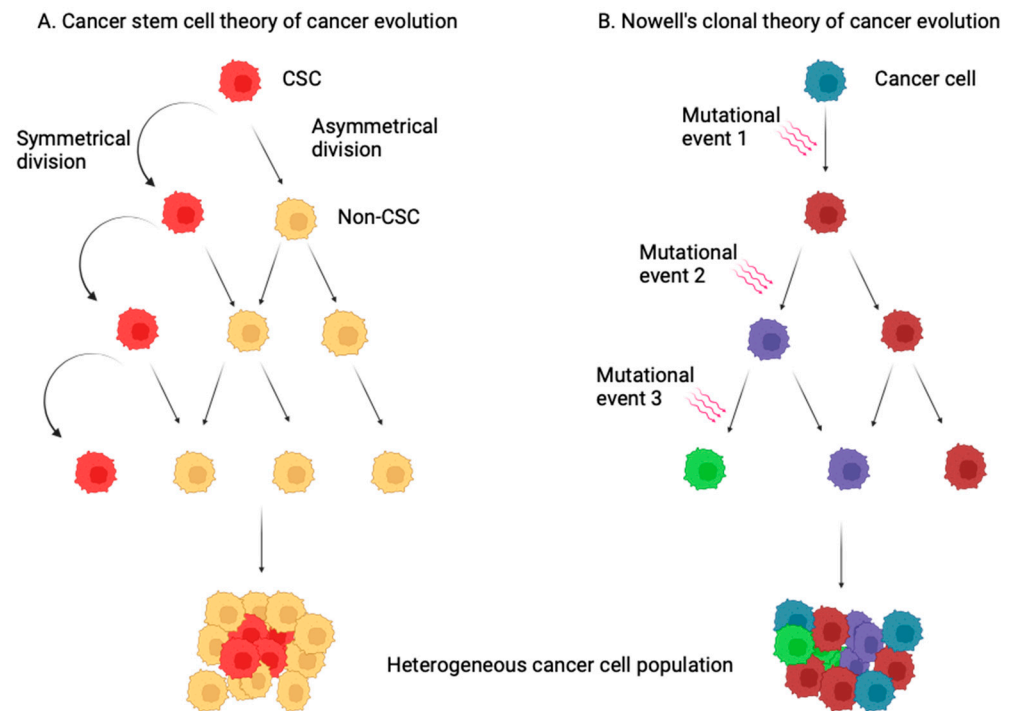 A. Cancer stem cell theory of cancer evolution
CSC
Symmetrical
division
Asymmetrical
division
Non-CSC
B. Nowell's clonal theory of cancer evolution
Cancer cell
Mutational
event 1
Mutational
event 2
Mutational
event 3
Heterogeneous cancer cell population